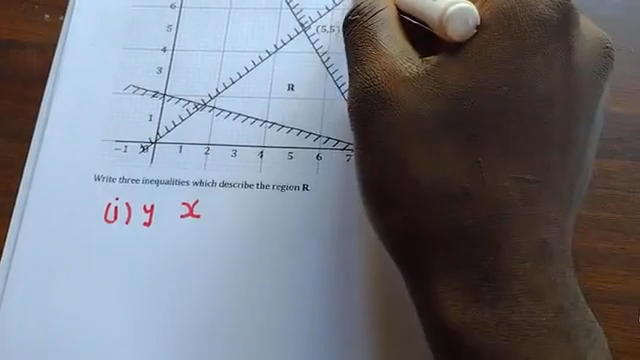 6
5
(5,5)
4
3
R
2
1
-1 0 1 2 3 4 5 6 7
Write three inequalities which describe the region R.
(i) y x